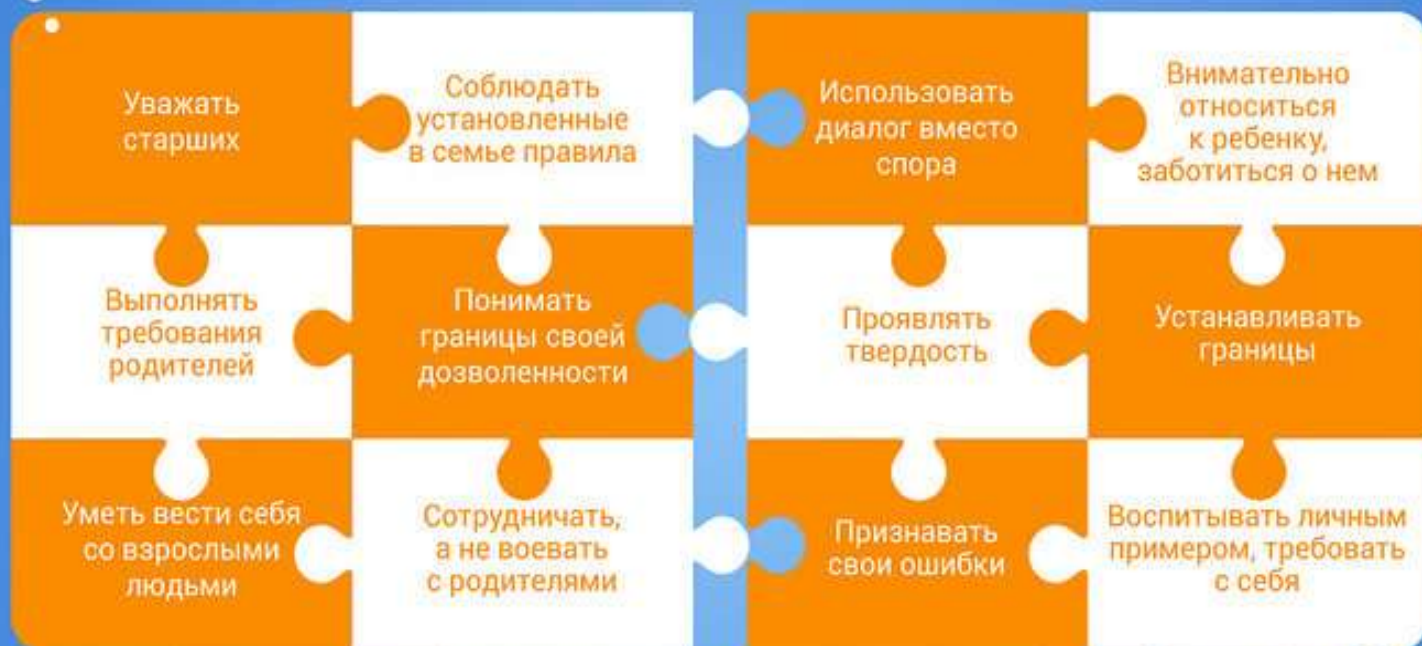 Уважать
старших
Соблюдать
установленные
в семье правила
Использовать
диалог вместо
спора
Внимательно
относиться
к ребенку,
заботиться о нем
Выполнять
требования
родителей
Понимать
границы своей
дозволенности
Проявлять
твердость
Устанавливать
границы
Уметь вести себя
со взрослыми
людьми
Сотрудничать,
а не воевать
с родителями
Признавать
свои ошибки
Воспитывать личным
примером, требовать
с себя